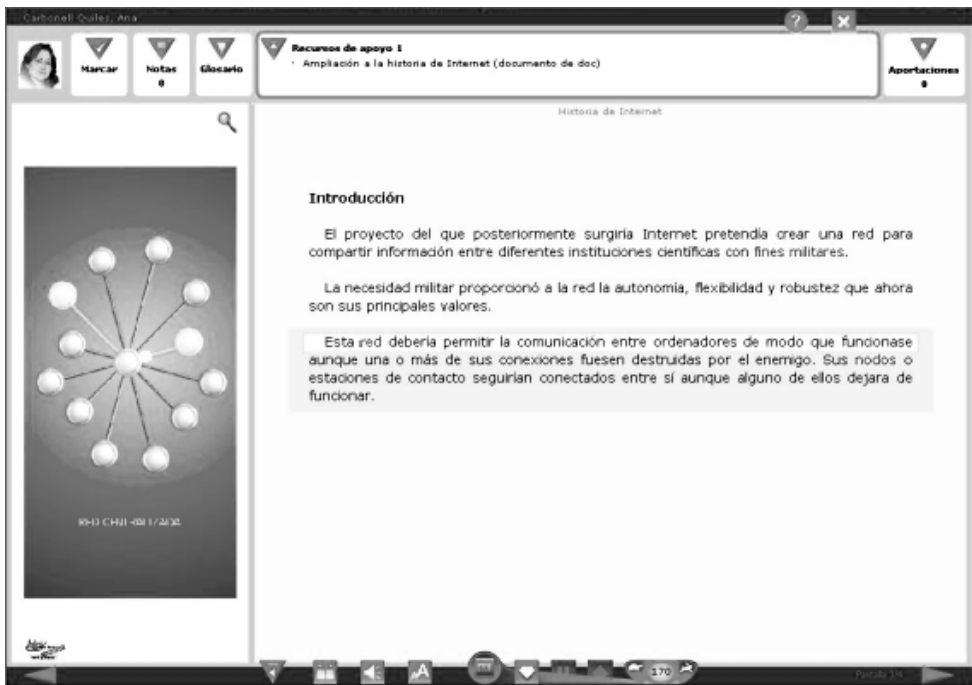 Carbonell Quiles, Ana
?
Marcar
Notas
0
Glosario
Recursos de apoyo 1
· Ampliación a la historia de Internet (documento de doc)
Aportaciones
0
Historia de Internet
Introducción
El proyecto del que posteriormente surgiría Internet pretendía crear una red para
compartir información entre diferentes instituciones científicas con fines militares.
La necesidad militar proporcionó a la red la autonomía, flexibilidad y robustez que ahora
son sus principales valores.
Esta red debería permitir la comunicación entre ordenadores de modo que funcionase
aunque una o más de sus conexiones fuesen destruidas por el enemigo. Sus nodos o
estaciones de contacto seguirían conectados entre sí aunque alguno de ellos dejara de
funcionar.
RED CENTRALIZADA
A
170
Pantalla